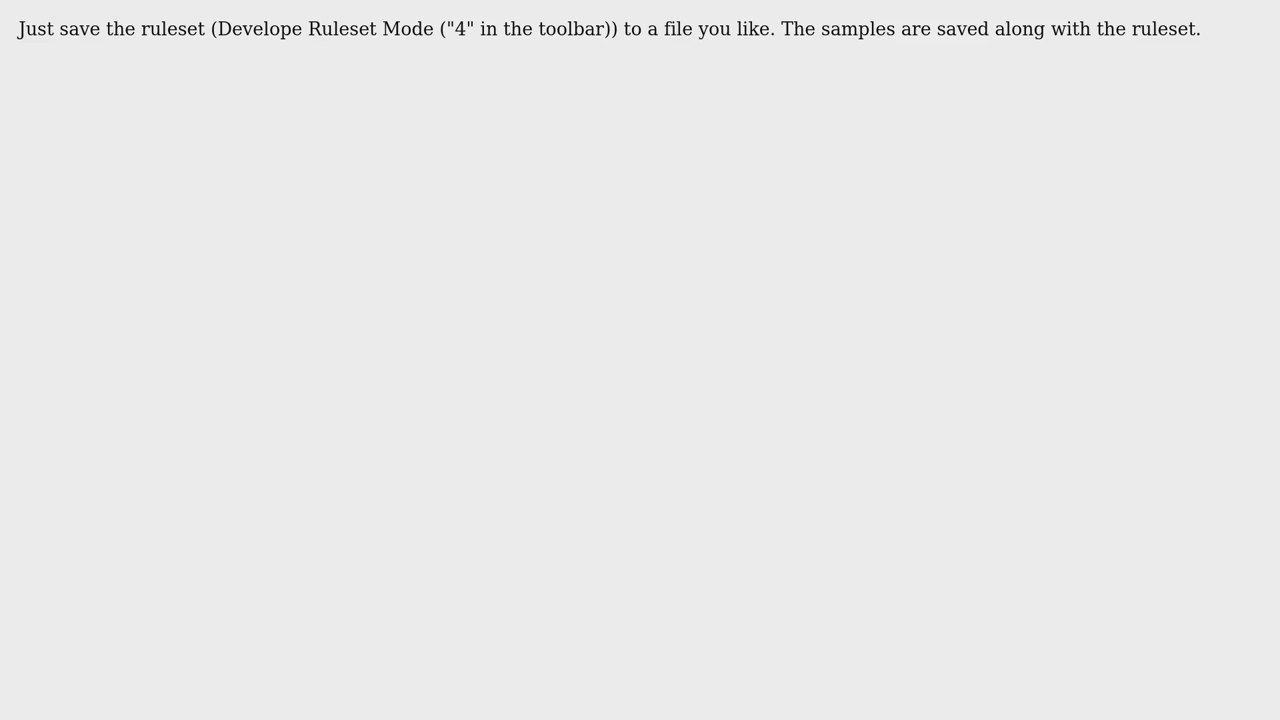 Just save the ruleset (Develope Ruleset Mode ("4" in the toolbar)) to a file you like. The samples are saved along with the ruleset.